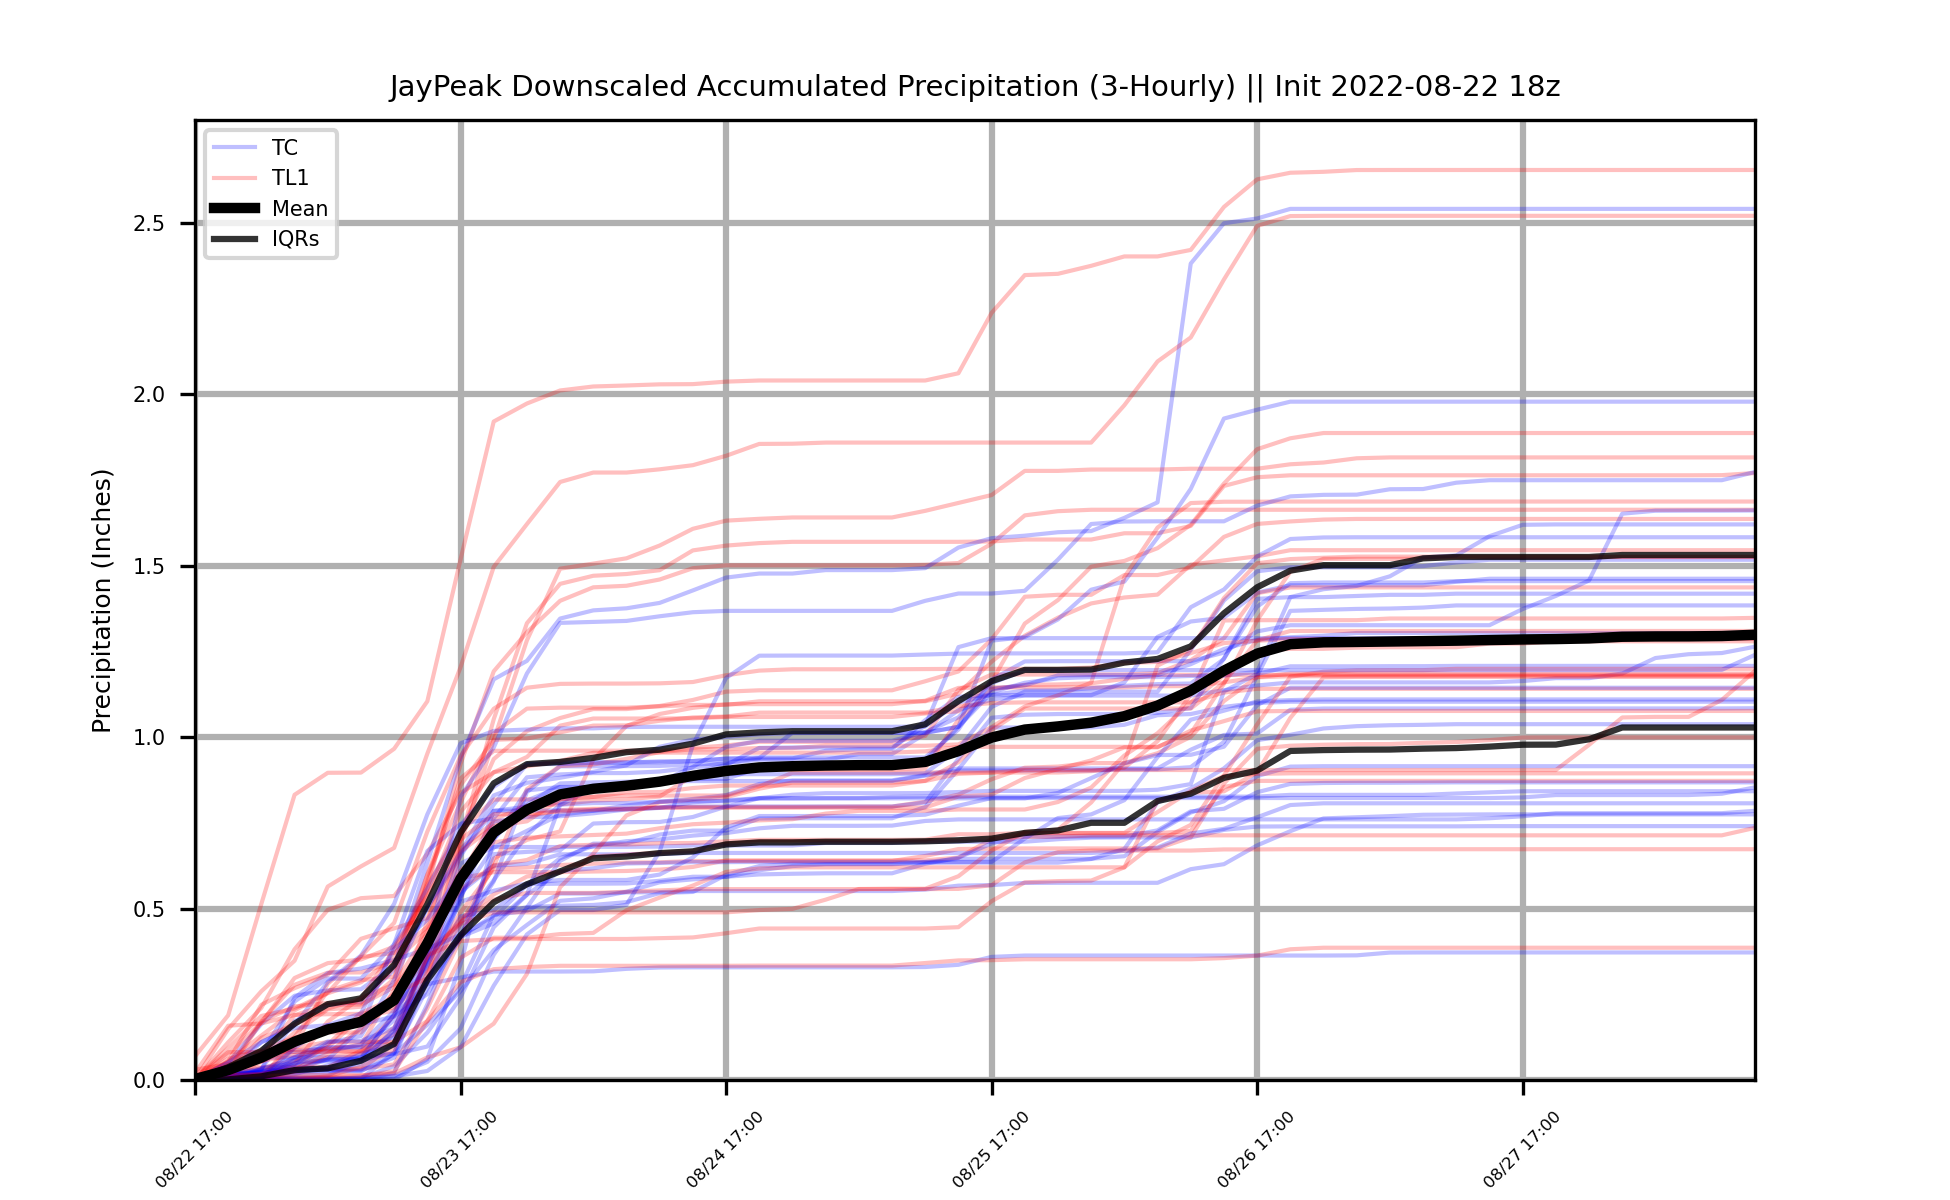 JayPeak Downscaled Accumulated Precipitation (3-Hourly) || Init 2022-08-22 18z
TC
TL1
Mean
IQRs
Precipitation (Inches)
2.5
2.0
1.5
1.0
0.5
0.0
08/22 17:00
08/23 17:00
08/24 17:00
08/25 17:00
08/26 17:00
08/27 17:00